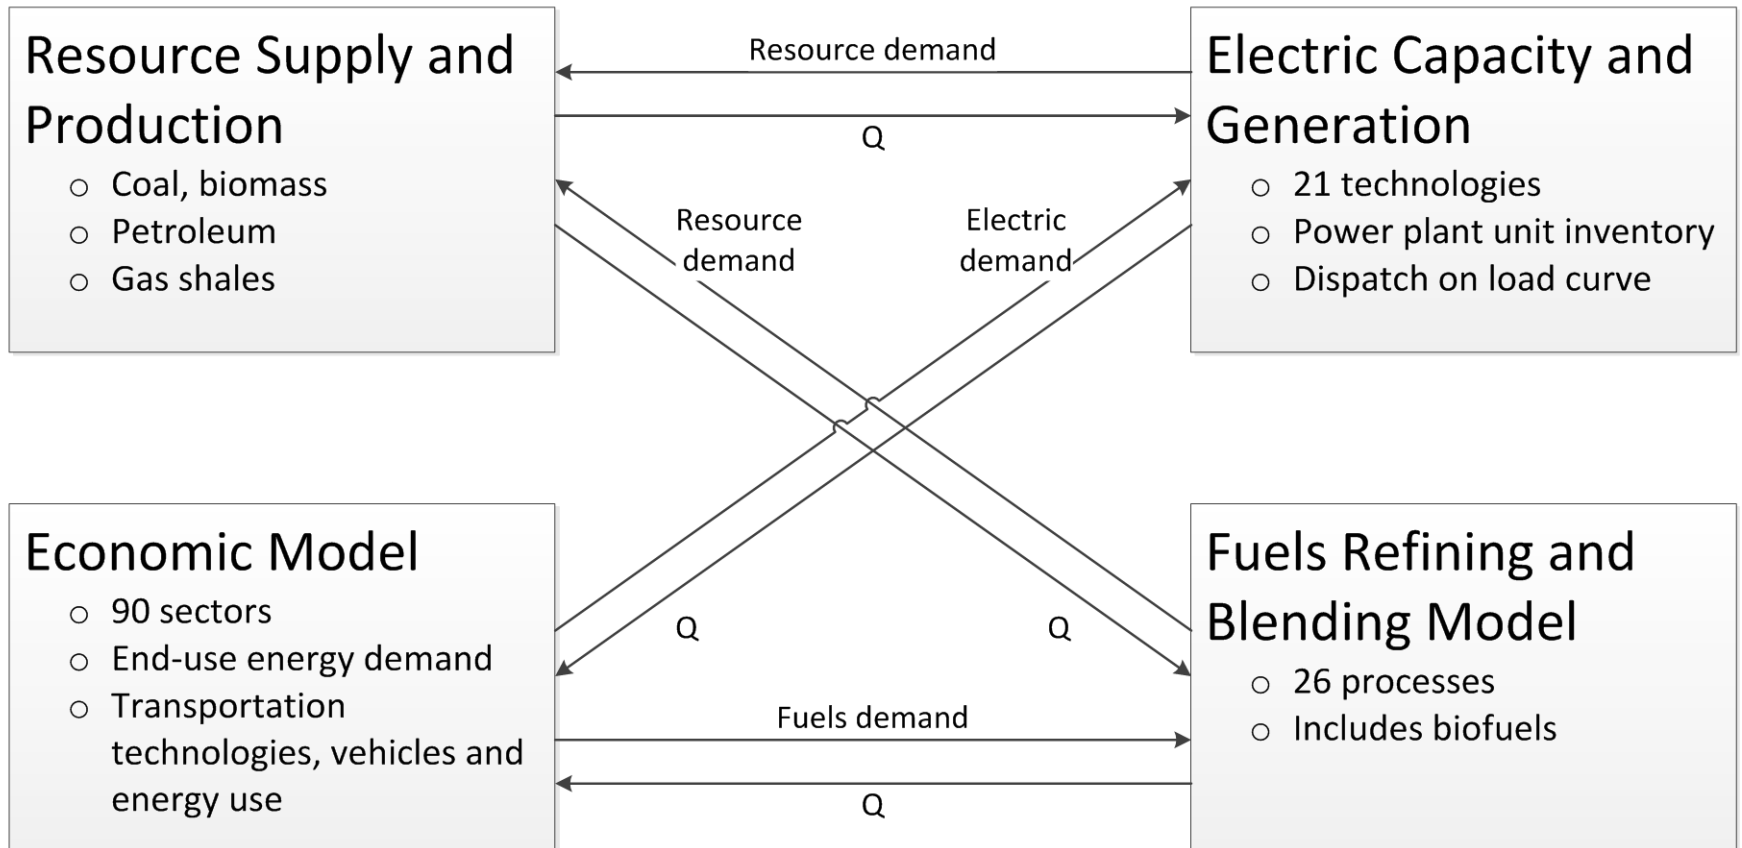 Resource Supply and
Production
o Coal, biomass
o Petroleum
o Gas shales
Resource demand
Q
Electric Capacity and
Generation
o 21 technologies
o Power plant unit inventory
o Dispatch on load curve
Resource
demand
Electric
demand
Economic Model
o 90 sectors
o End-use energy demand
o Transportation
technologies, vehicles and
energy use
Q
Q
Fuels demand
Q
Fuels Refining and
Blending Model
o 26 processes
o Includes biofuels